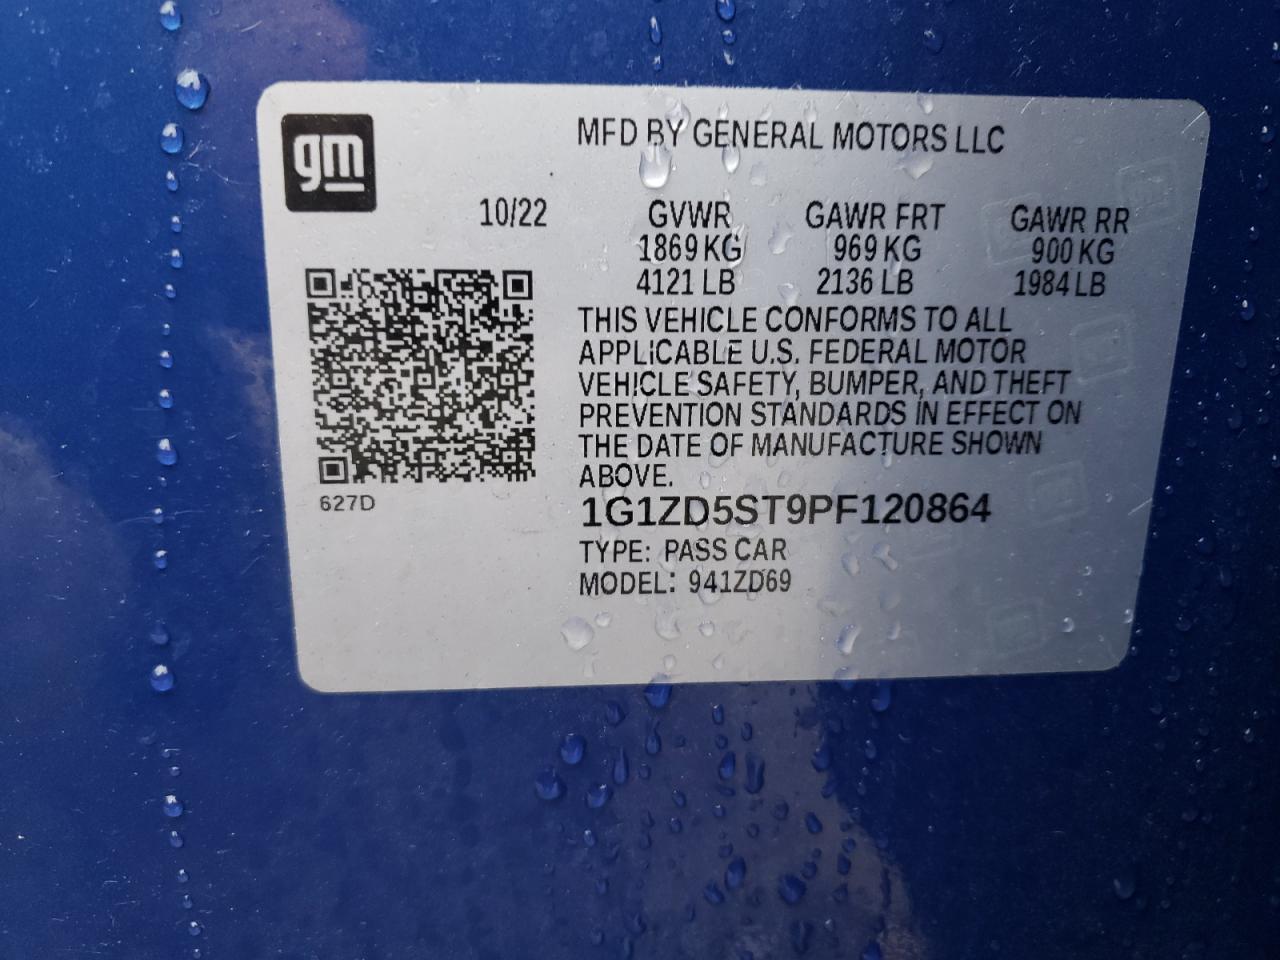 gm
MFD BY GENERAL MOTORS LLC
10/22 GVWR GAWR FRT GAWR RR
1869 KG 969 KG 900 KG
4121 LB 2136 LB 1984 LB
THIS VEHICLE CONFORMS TO ALL
APPLICABLE U.S. FEDERAL MOTOR
VEHICLE SAFETY, BUMPER, AND THEFT
PREVENTION STANDARDS IN EFFECT ON
THE DATE OF MANUFACTURE SHOWN
ABOVE.
627D
1G1ZD5ST9PF120864
TYPE: PASS CAR
MODEL: 941ZD69